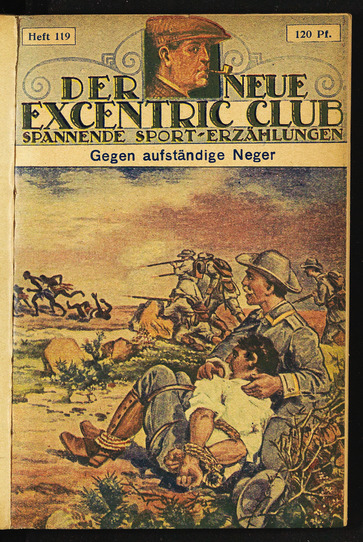 Heft 119
120 Pf.
DER NEUE
EXCENTRIC CLUB
SPANNENDE SPORT-ERZÄHLUNGEN
Gegen aufständige Neger